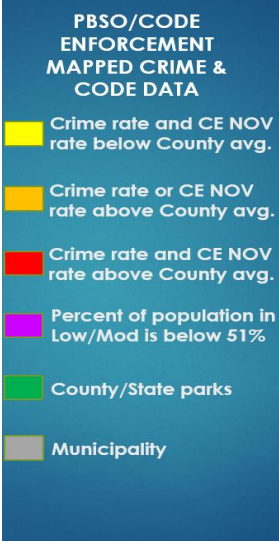 PBSO/CODE
ENFORCEMENT
MAPPED CRIME &
CODE DATA
Crime rate and CE NOV
rate below County avg.
Crime rate or CE NOV
rate above County avg.
Crime rate and CE NOV
rate above County avg.
Percent of population in
Low/Mod is below 51%
County/State parks
Municipality